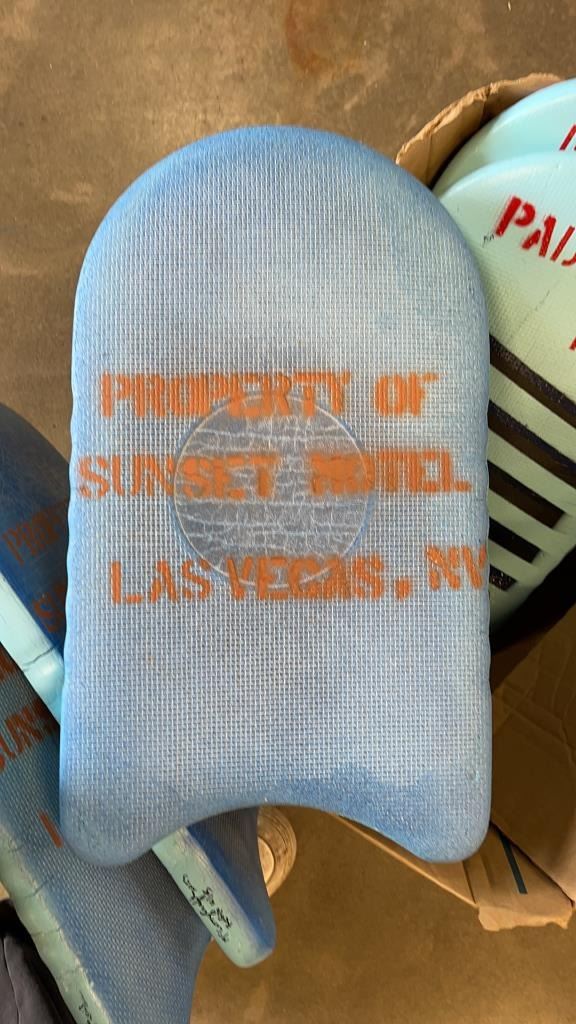 PROPERTY OF
SUNSET MOTEL
LAS VEGAS, NV